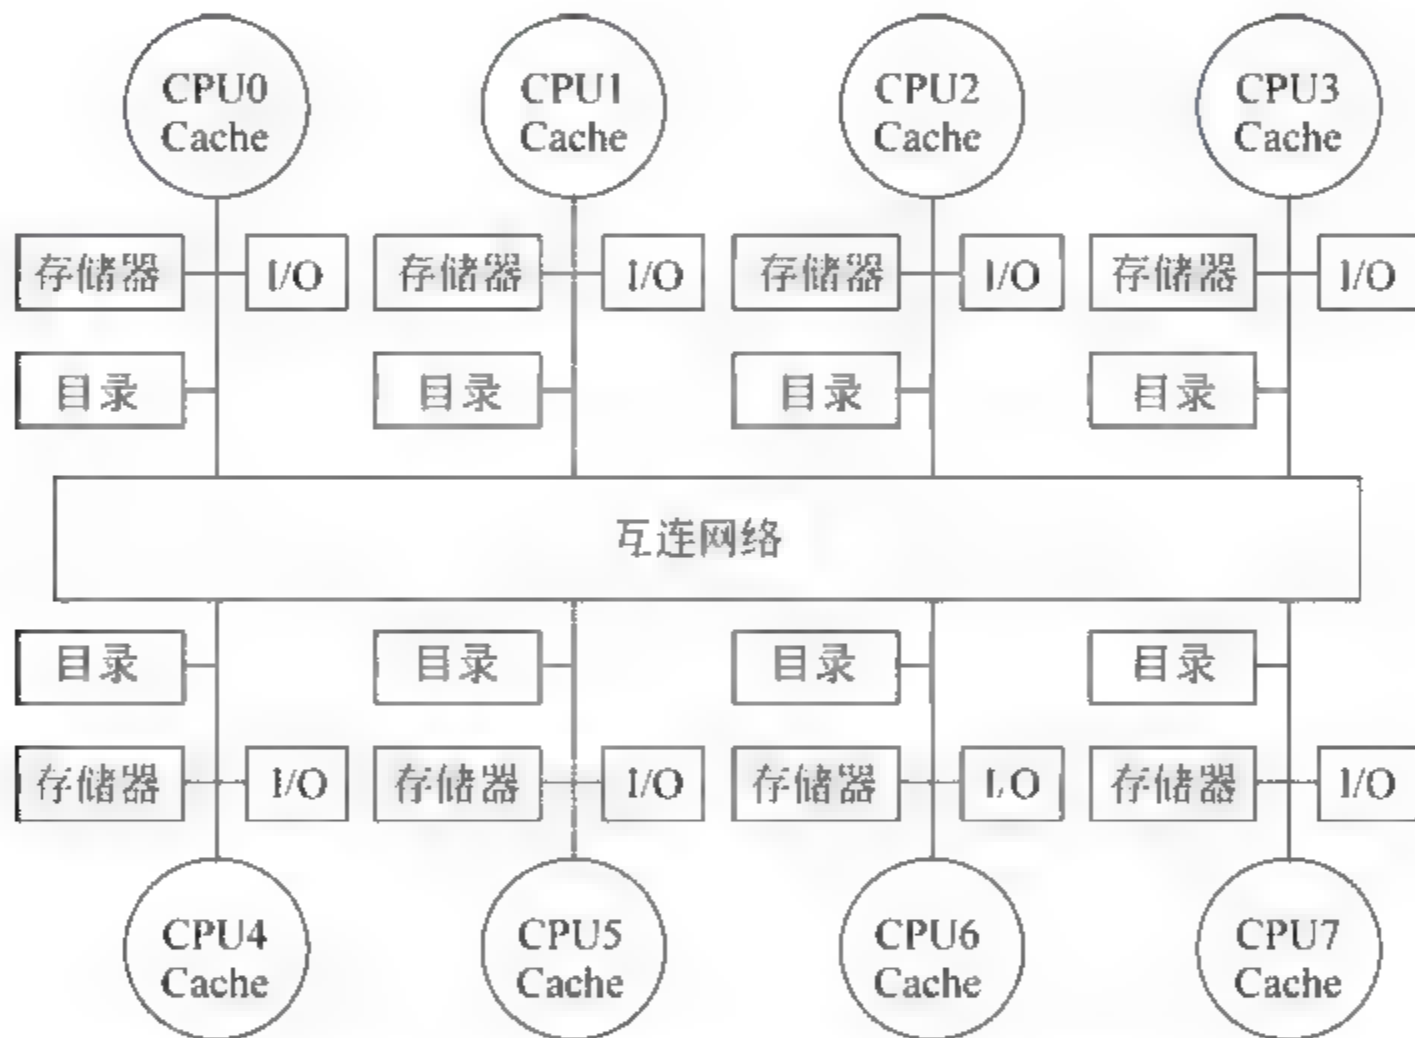 CPU0
Cache
CPU1
Cache
CPU2
Cache
CPU3
Cache
存储器
I/O
存储器
I/O
存储器
I/O
存储器
I/O
目录
目录
目录
目录
互连网络
目录
目录
目录
目录
存储器
I/O
存储器
I/O
存储器
I/O
存储器
I/O
CPU4
Cache
CPU5
Cache
CPU6
Cache
CPU7
Cache